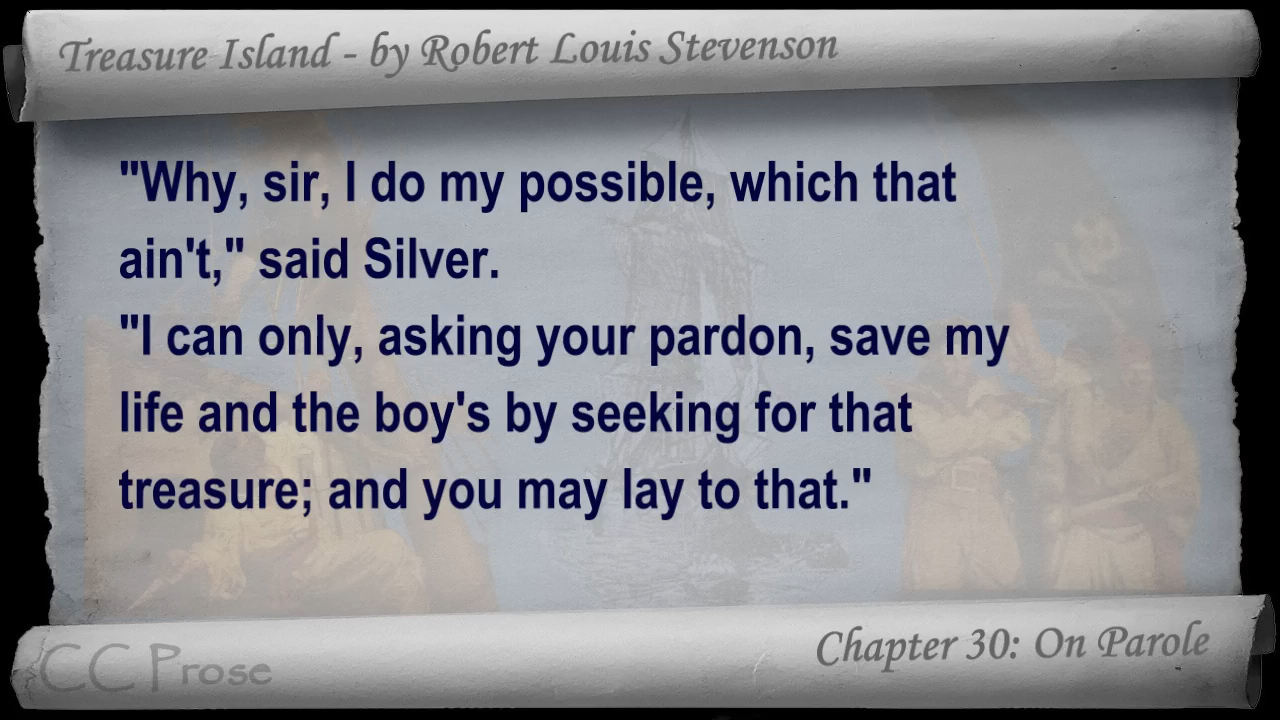 Treasure Island - by Robert Louis Stevenson
"Why, sir, I do my possible, which that
ain't," said Silver.
"I can only, asking your pardon, save my
life and the boy's by seeking for that
treasure; and you may lay to that."
Chapter 30: On Parole
CC Prose